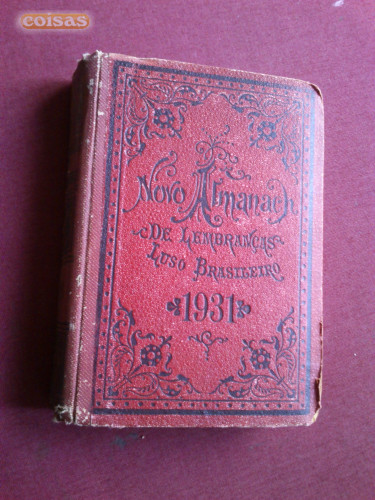 coisas
Novo Almanach
DE LEMBRANÇAS
LUSO BRASILEIRO
1931